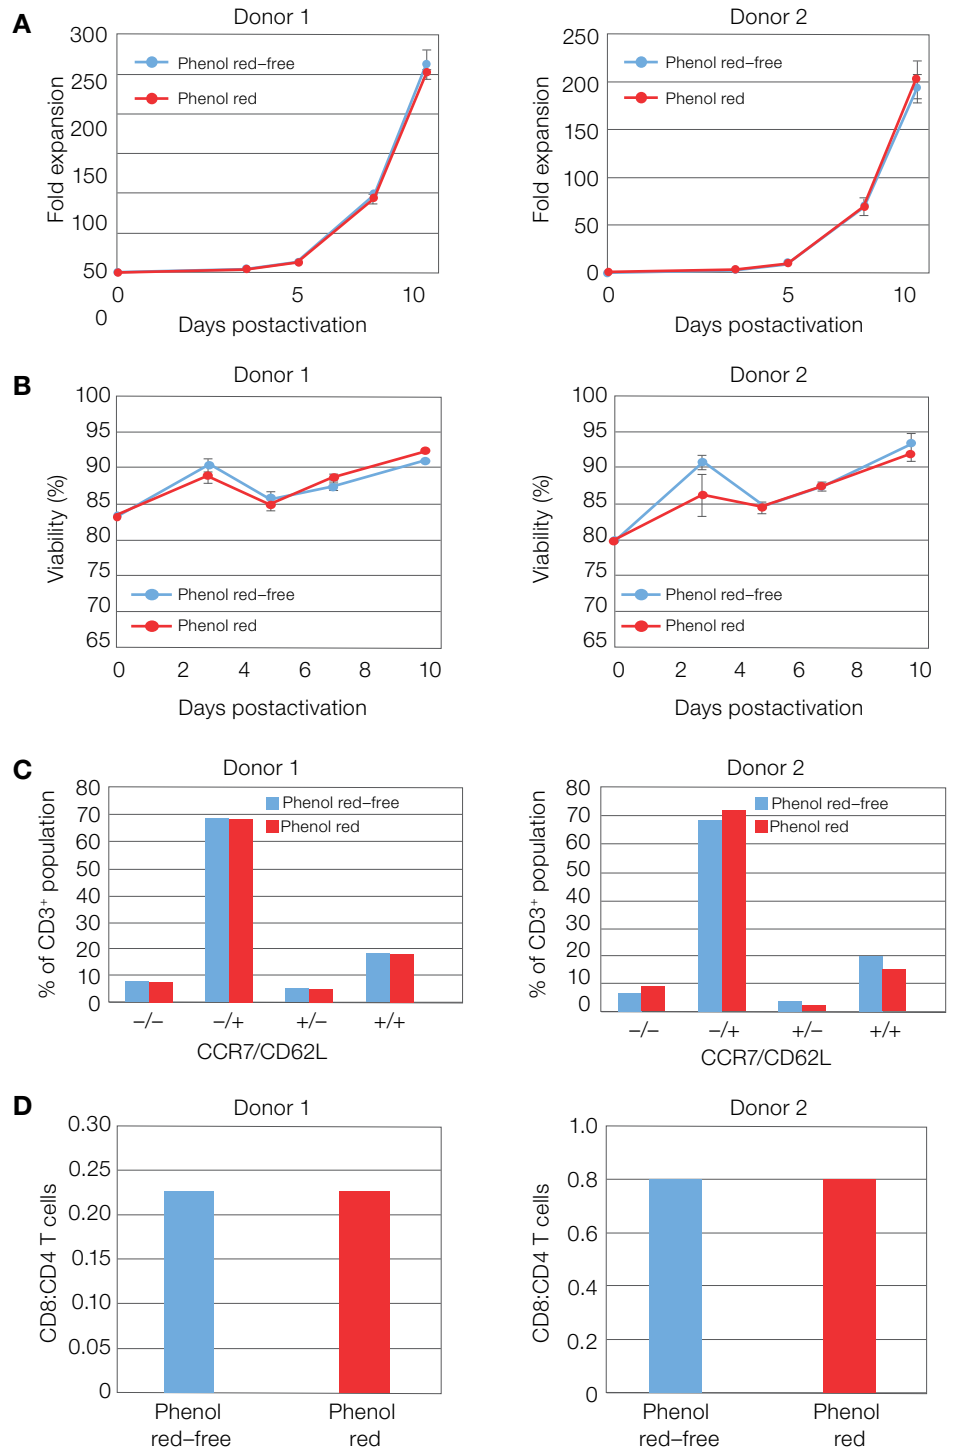 A
Donor 1
Fold expansion
300
250
200
150
100
50
0
Phenol red–free
Phenol red
0 5 10
Days postactivation
Donor 2
Fold expansion
250
200
150
100
50
0
Phenol red–free
Phenol red
0 5 10
Days postactivation
B
Donor 1
Viability (%)
100
95
90
85
80
75
70
65
Phenol red–free
Phenol red
0 2 4 6 8 10
Days postactivation
Donor 2
Viability (%)
100
95
90
85
80
75
70
65
Phenol red–free
Phenol red
0 2 4 6 8 10
Days postactivation
C
Donor 1
% of CD3⁺ population
80
70
60
50
40
30
20
10
0
Phenol red–free
Phenol red
–/– –/+ +/– +/+
CCR7/CD62L
Donor 2
% of CD3⁺ population
80
70
60
50
40
30
20
10
0
Phenol red–free
Phenol red
–/– –/+ +/– +/+
CCR7/CD62L
D
Donor 1
CD8:CD4 T cells
0.30
0.25
0.20
0.15
0.10
0.05
0
Phenol
red–free
Phenol
red
Donor 2
CD8:CD4 T cells
1.0
0.8
0.6
0.4
0.2
0
Phenol
red–free
Phenol
red